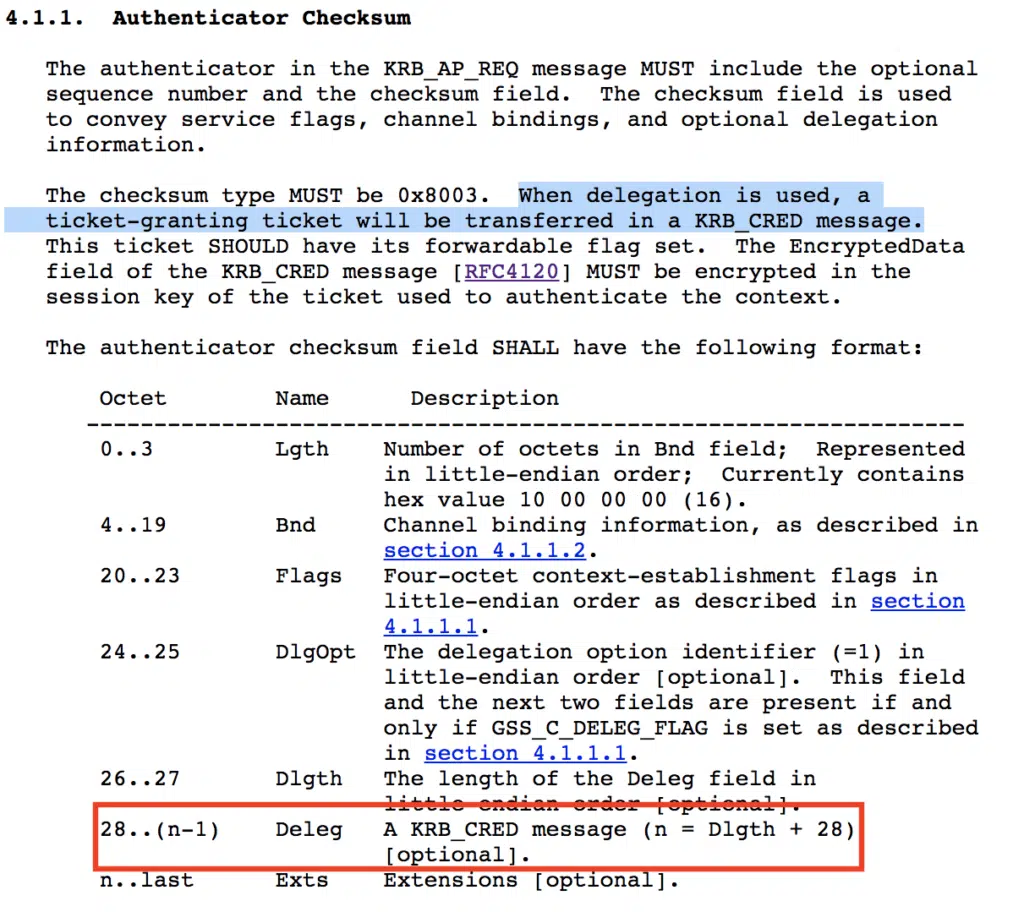 4.1.1.  Authenticator Checksum
The authenticator in the KRB_AP_REQ message MUST include the optional
sequence number and the checksum field.  The checksum field is used
to convey service flags, channel bindings, and optional delegation
information.
The checksum type MUST be 0x8003.  When delegation is used, a
ticket-granting ticket will be transferred in a KRB_CRED message.
This ticket SHOULD have its forwardable flag set.  The EncryptedData
field of the KRB_CRED message [RFC4120] MUST be encrypted in the
session key of the ticket used to authenticate the context.
The authenticator checksum field SHALL have the following format:
Octet        Name        Description
-----------------------------------------------------------------
0..3         Lgth    Number of octets in Bnd field;  Represented
in little-endian order;  Currently contains
hex value 10 00 00 00 (16).
4..19        Bnd     Channel binding information, as described in
section 4.1.1.2.
20..23       Flags   Four-octet context-establishment flags in
little-endian order as described in section
4.1.1.1.
24..25       DlgOpt  The delegation option identifier (=1) in
little-endian order [optional].  This field
and the next two fields are present if and
only if GSS_C_DELEG_FLAG is set as described
in section 4.1.1.1.
26..27       Dlgth   The length of the Deleg field in
little-endian order [optional].
28..(n-1)    Deleg   A KRB_CRED message (n = Dlgth + 28)
[optional].
n..last      Exts    Extensions [optional].